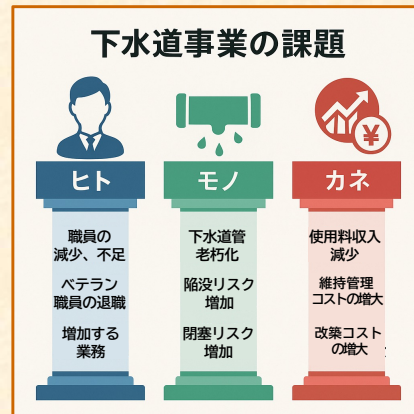 下水道事業の課題
¥
ヒト
職員の
減少、不足
ベテラン
職員の退職
増加する
業務
モノ
下水道管
老朽化
陥没リスク
増加
閉塞リスク
増加
カネ
使用料収入
減少
維持管理
コストの増大
改築コスト
の増大